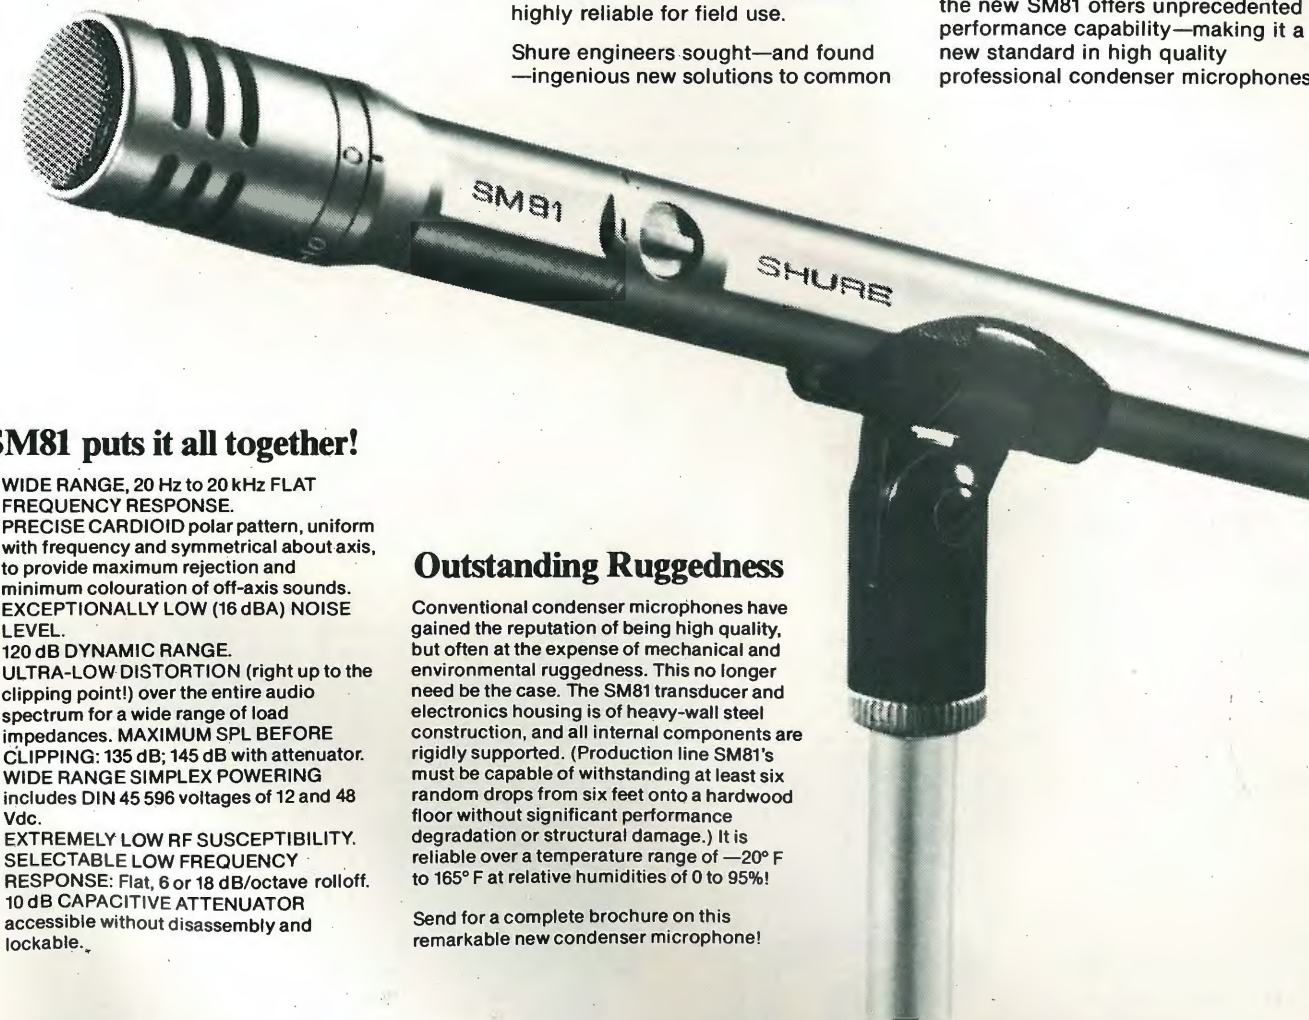 highly reliable for field use.
Shure engineers sought—and found
—ingenious new solutions to common
the new SM81 offers unprecedented
performance capability—making it a
new standard in high quality
professional condenser microphones
0
10
SM81
SHURE
SM81 puts it all together!
WIDE RANGE, 20 Hz to 20 kHz FLAT
FREQUENCY RESPONSE.
PRECISE CARDIOID polar pattern, uniform
with frequency and symmetrical about axis,
to provide maximum rejection and
minimum colouration of off-axis sounds.
EXCEPTIONALLY LOW (16 dBA) NOISE
LEVEL.
120 dB DYNAMIC RANGE.
ULTRA-LOW DISTORTION (right up to the
clipping point!) over the entire audio
spectrum for a wide range of load
impedances. MAXIMUM SPL BEFORE
CLIPPING: 135 dB; 145 dB with attenuator.
WIDE RANGE SIMPLEX POWERING
includes DIN 45 596 voltages of 12 and 48
Vdc.
EXTREMELY LOW RF SUSCEPTIBILITY.
SELECTABLE LOW FREQUENCY
RESPONSE: Flat, 6 or 18 dB/octave rolloff.
10 dB CAPACITIVE ATTENUATOR
accessible without disassembly and
lockable.
Outstanding Ruggedness
Conventional condenser microphones have
gained the reputation of being high quality,
but often at the expense of mechanical and
environmental ruggedness. This no longer
need be the case. The SM81 transducer and
electronics housing is of heavy-wall steel
construction, and all internal components are
rigidly supported. (Production line SM81's
must be capable of withstanding at least six
random drops from six feet onto a hardwood
floor without significant performance
degradation or structural damage.) It is
reliable over a temperature range of —20° F
to 165° F at relative humidities of 0 to 95%!
Send for a complete brochure on this
remarkable new condenser microphone!